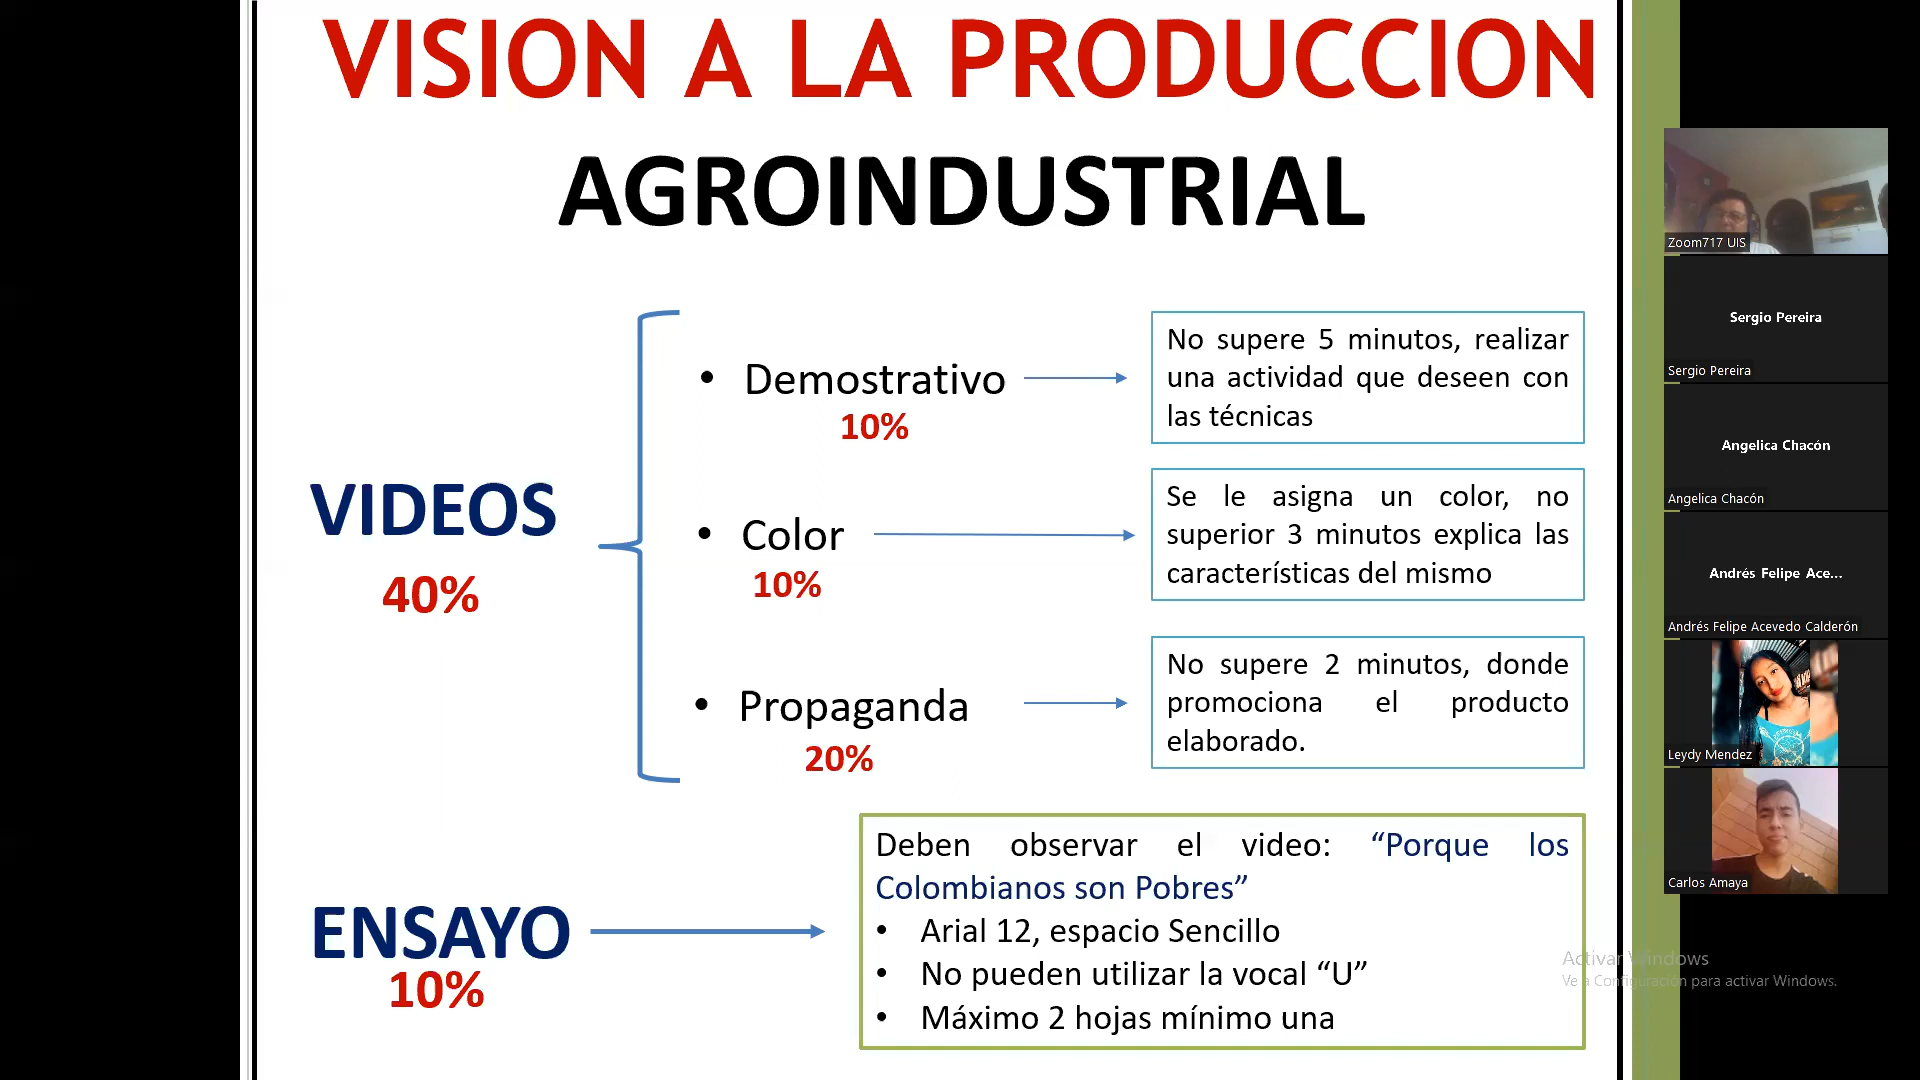 VISION A LA PRODUCCION
AGROINDUSTRIAL
VIDEOS
40%
• Demostrativo
10%
No supere 5 minutos, realizar
una actividad que deseen con
las técnicas
• Color
10%
Se le asigna un color, no
superior 3 minutos explica las
características del mismo
• Propaganda
20%
No supere 2 minutos, donde
promociona el producto
elaborado.
ENSAYO
10%
Deben observar el video: “Porque los
Colombianos son Pobres”
• Arial 12, espacio Sencillo
• No pueden utilizar la vocal “U”
• Máximo 2 hojas mínimo una
Zoom717 UIS
Sergio Pereira
Sergio Pereira
Angelica Chacón
Angelica Chacón
Andrés Felipe Ace...
Andrés Felipe Acevedo Calderón
Leydy Mendez
Carlos Amaya
Activar Windows
Ve a Configuración para activar Windows.